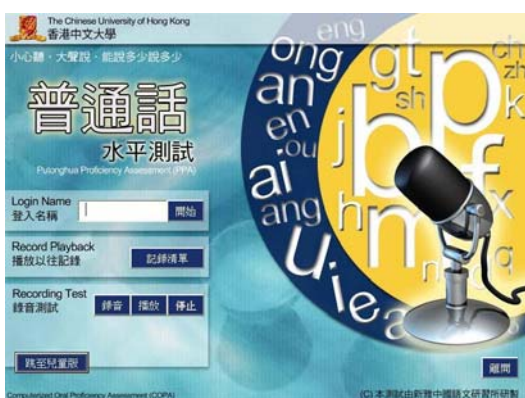 The Chinese University of Hong Kong
香港中文大學
小心聽．大聲說．能說多少說多少
普通話
水平測試
Putonghua Proficiency Assessment (PPA)
Login Name
登入名稱
開始
Record Playback
播放以往記錄
記錄清單
Recording Test
錄音測試
錄音 播放 停止
跳至兒童版
Computerized Oral Proficiency Assessment (COPA)
eng
ong
an
en
ou
ai
ang
u
i
e
a
gt
sh
ch
zh
k
p
j
b
f
h
m
x
n
q
離開
(C) 本測試由新雅中國語文研習所研製